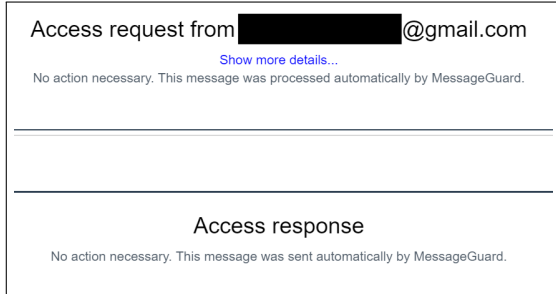 Access request from @gmail.com
Show more details...
No action necessary. This message was processed automatically by MessageGuard.
Access response
No action necessary. This message was sent automatically by MessageGuard.